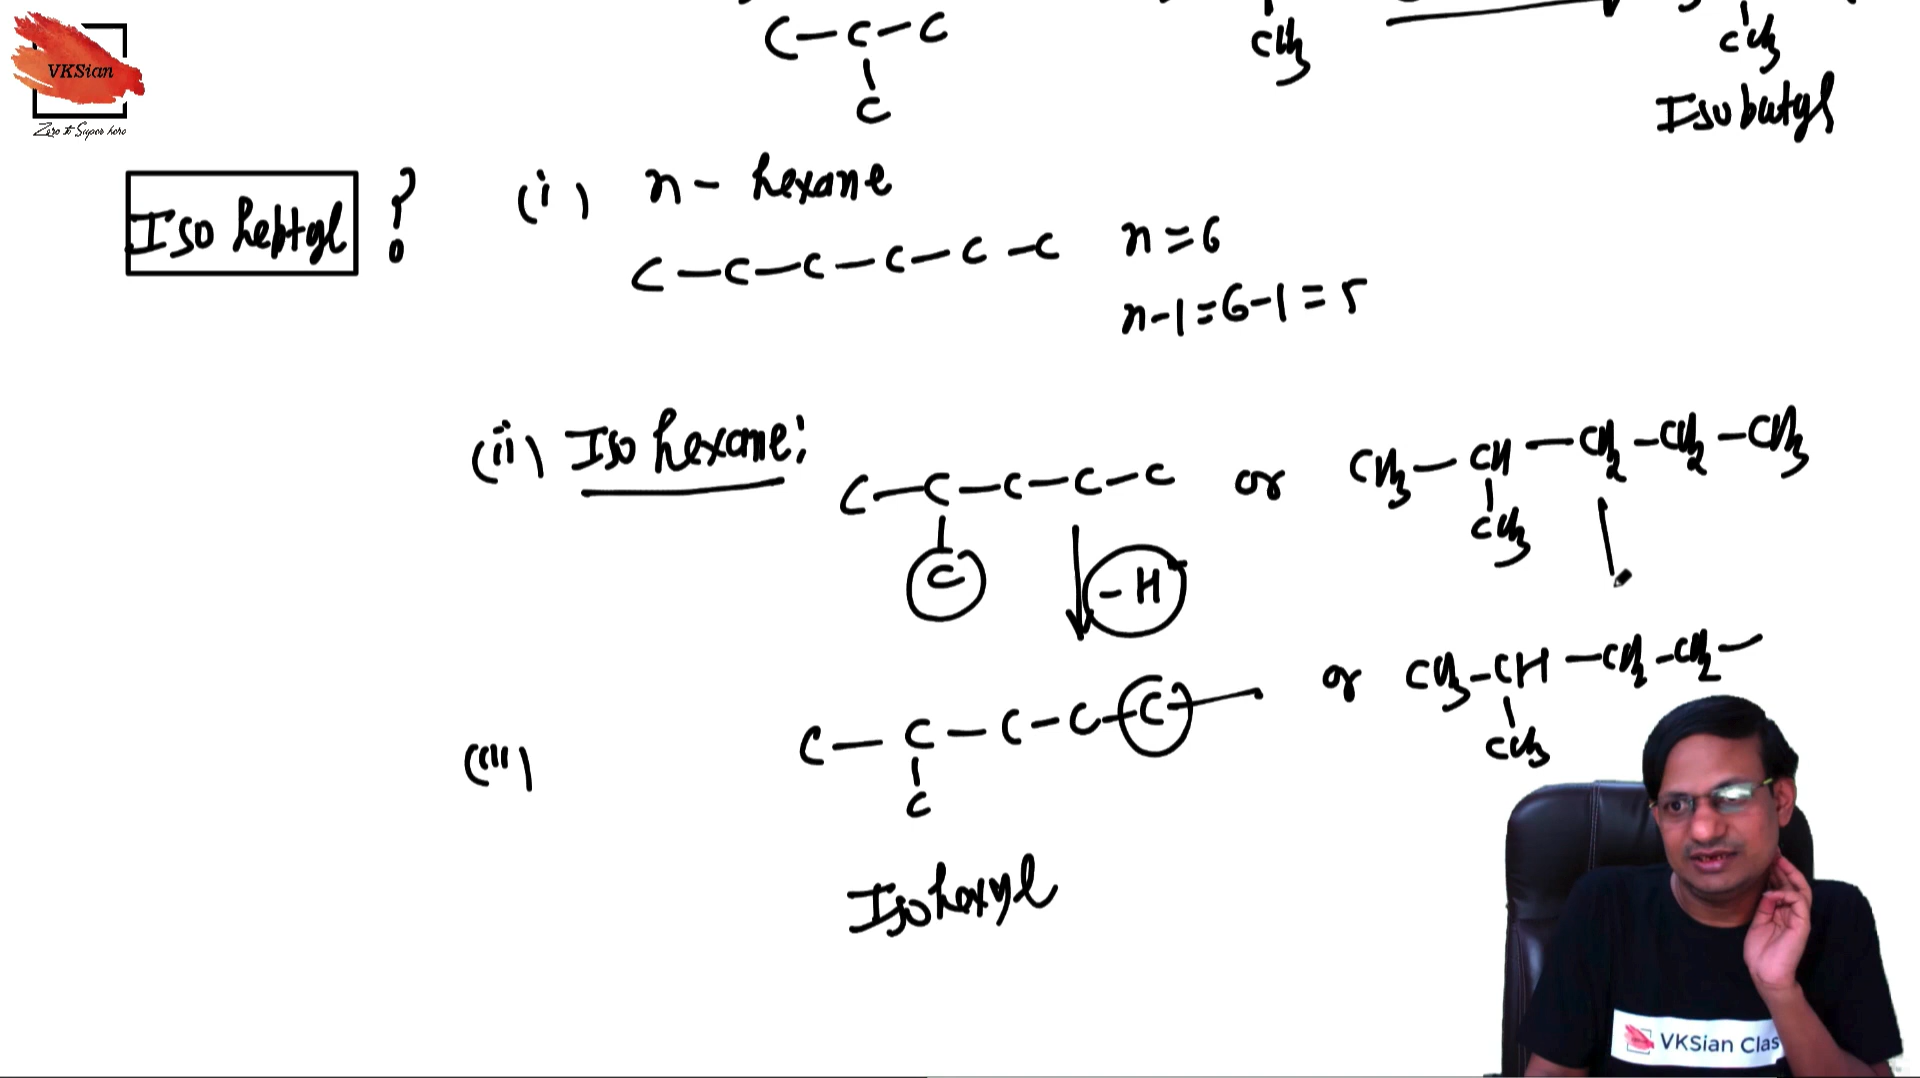 C-C-C
C
CH3
CH3
Isobutyl
VKSian
Zero to Super hero
Iso heptyl ?
(i) n - hexane
C-C-C-C-C-C
n=6
n-1=6-1=5
(ii) Iso hexane:
C-C-C-C-C or CH3-CH-CH2-CH2-CH3
C
CH3
-H
(iii)
C-C-C-C-C- or CH3-CH-CH2-CH2-
C
CH3
Isohexyl
VKSian Clas